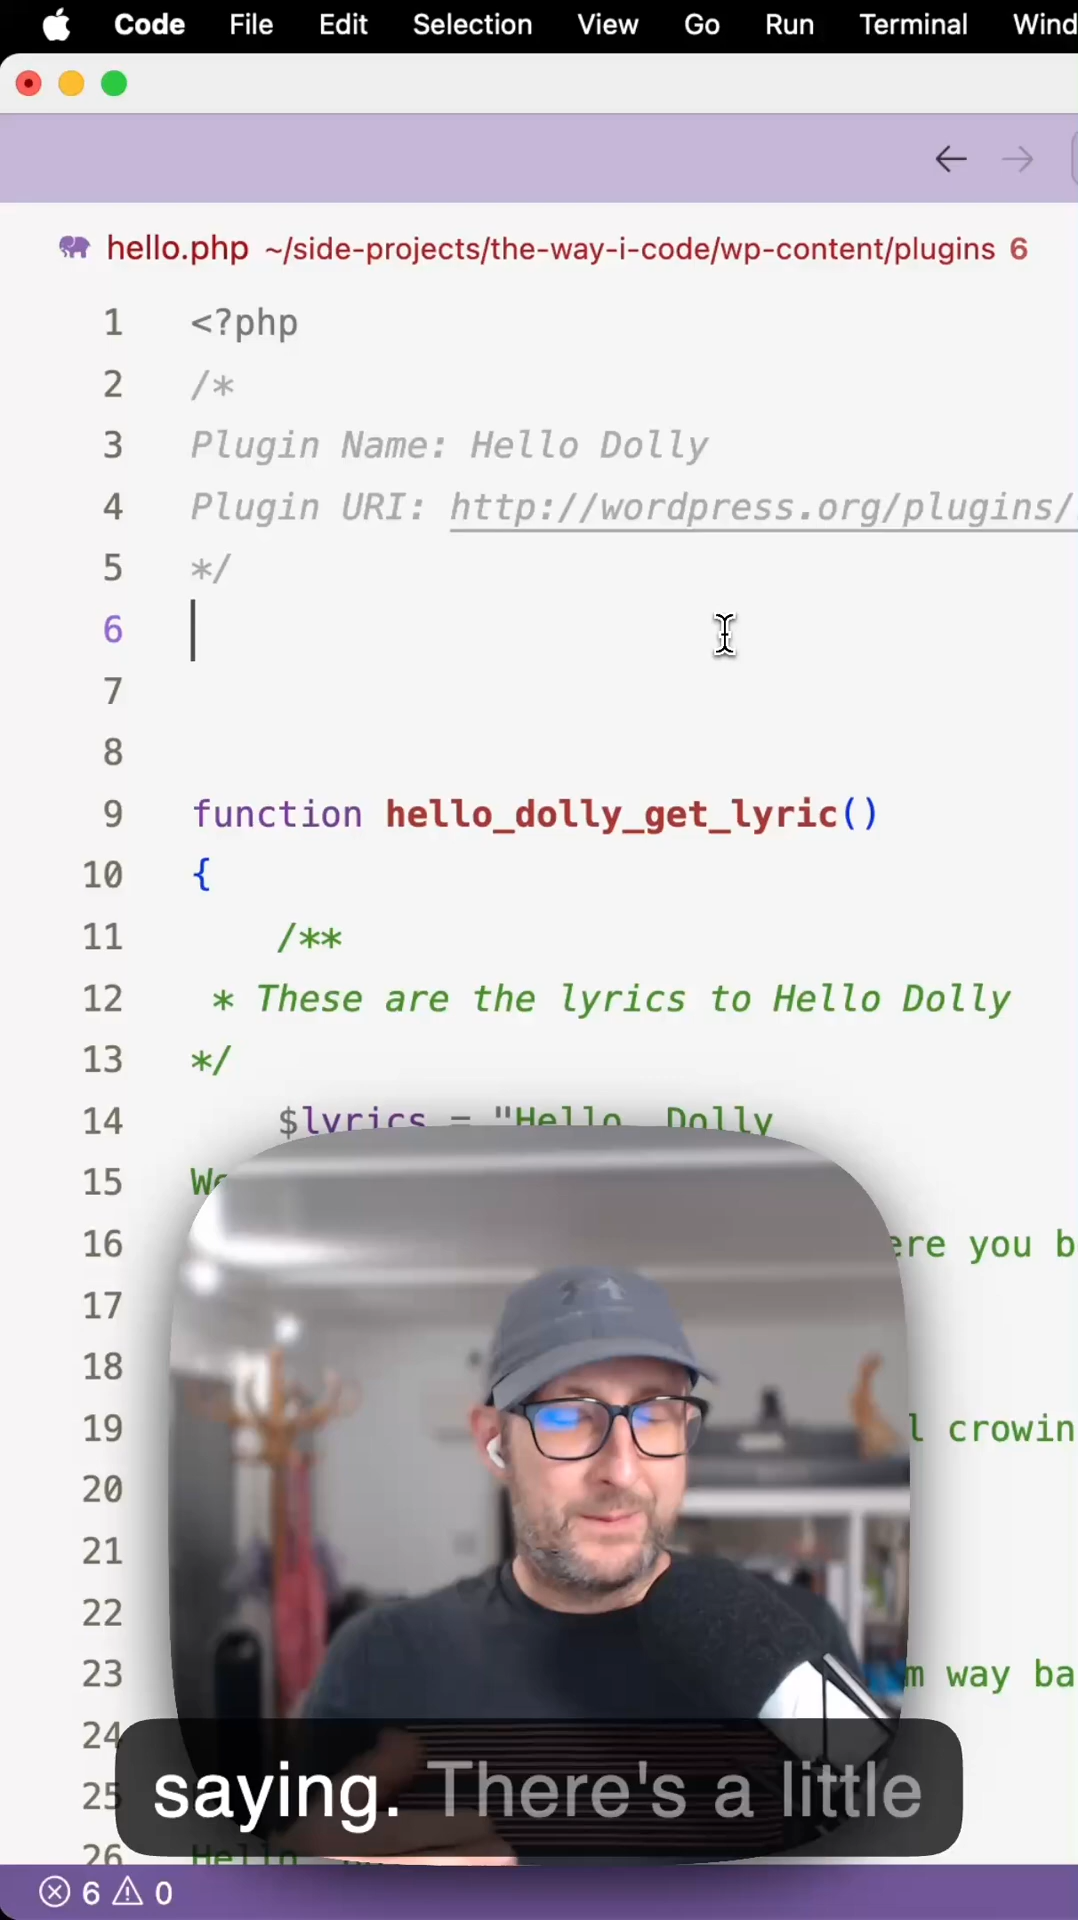 Code File Edit Selection View Go Run Terminal Wind
hello.php ~/side-projects/the-way-i-code/wp-content/plugins 6
1 <?php
2 /*
3 Plugin Name: Hello Dolly
4 Plugin URI: http://wordpress.org/plugins/
5 */
6
7
8
9 function hello_dolly_get_lyric()
10 {
11 /**
12 * These are the lyrics to Hello Dolly
13 */
14 $lyrics = "Hello, Dolly
15 We
16 ere you b
17
18
19 l crowin
20
21
22
23 m way ba
24
25
26 Hello,
saying. There's a little
6 0